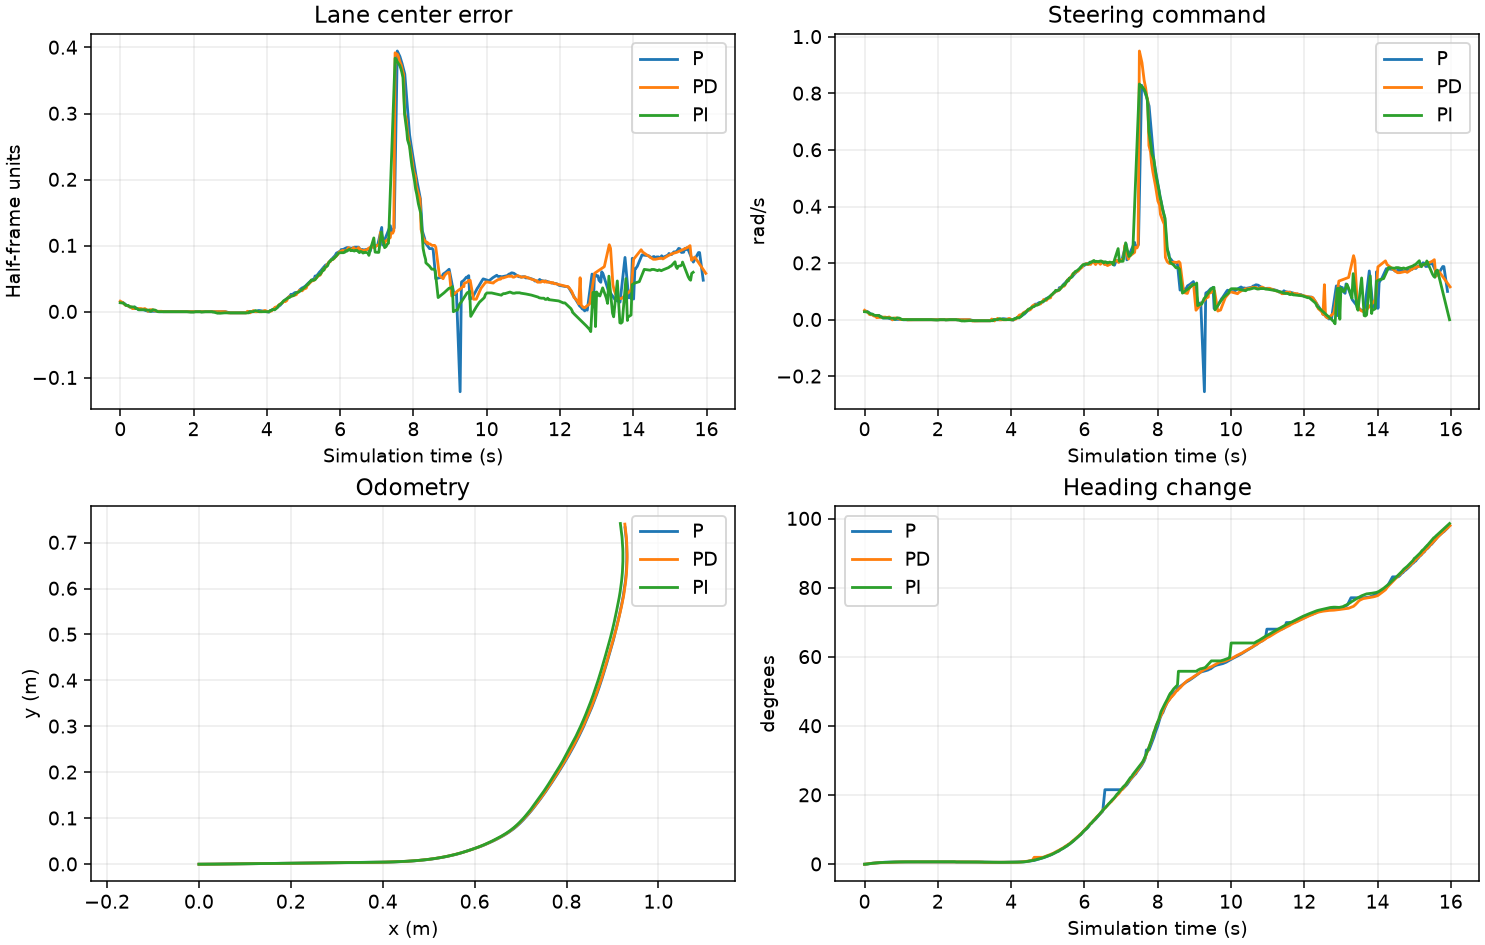 Lane center error
0.4
0.3
0.2
0.1
0.0
−0.1
Half-frame units
P
PD
PI
0 2 4 6 8 10 12 14 16
Simulation time (s)
Steering command
1.0
0.8
0.6
0.4
0.2
0.0
−0.2
rad/s
P
PD
PI
0 2 4 6 8 10 12 14 16
Simulation time (s)
Odometry
0.7
0.6
0.5
0.4
0.3
0.2
0.1
0.0
y (m)
P
PD
PI
−0.2 0.0 0.2 0.4 0.6 0.8 1.0
x (m)
Heading change
100
80
60
40
20
0
degrees
P
PD
PI
0 2 4 6 8 10 12 14 16
Simulation time (s)